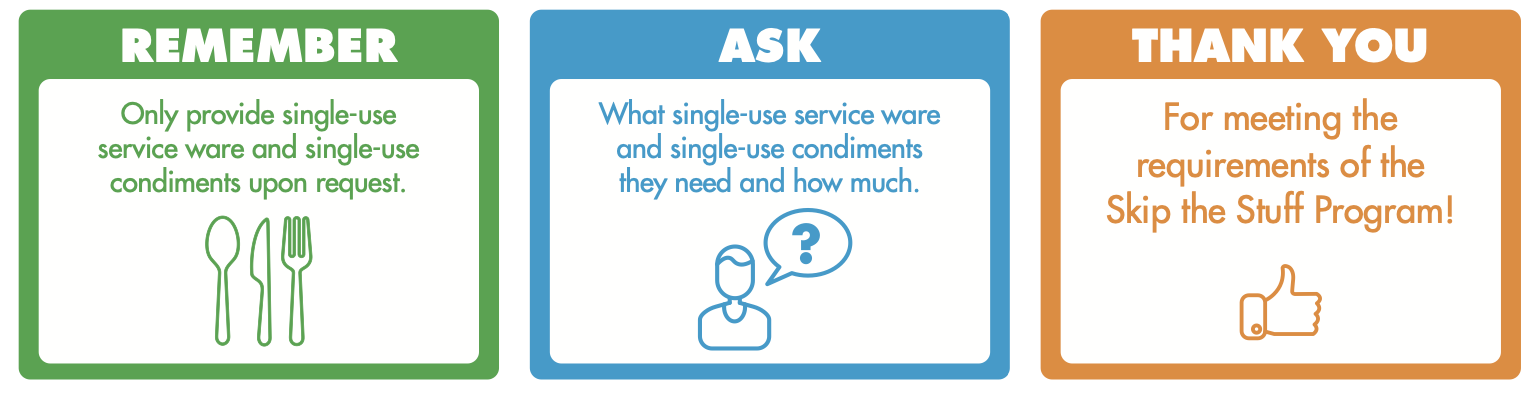 REMEMBER
Only provide single-use
service ware and single-use
condiments upon request.
ASK
What single-use service ware
and single-use condiments
they need and how much.
?
THANK YOU
For meeting the
requirements of the
Skip the Stuff Program!